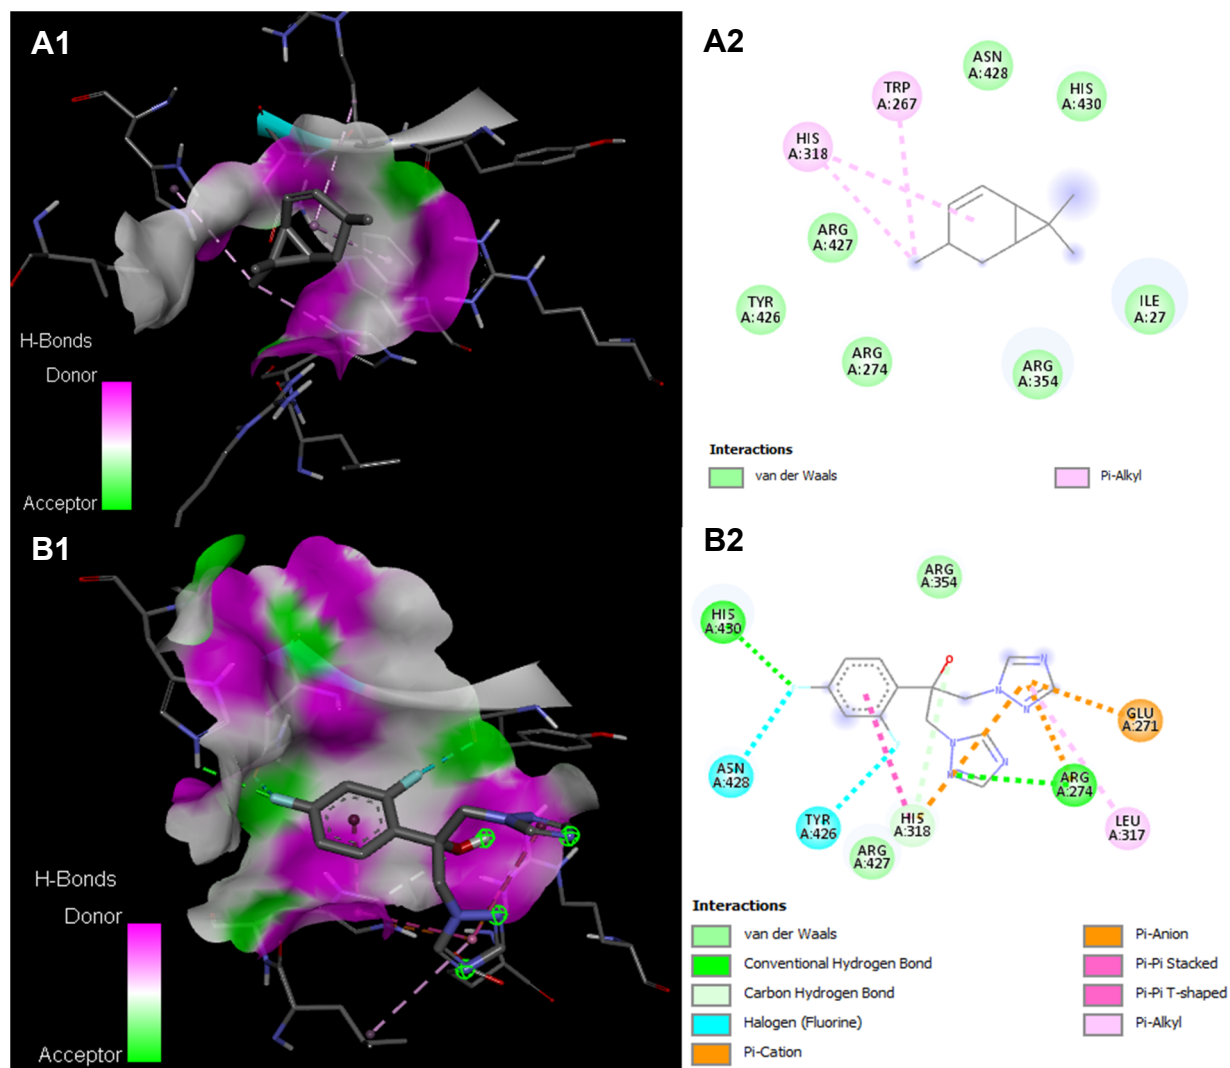 A1
H-Bonds
Donor
Acceptor
A2
ASN
A:428
HIS
A:430
TRP
A:267
HIS
A:318
ARG
A:427
TYR
A:426
ARG
A:274
ARG
A:354
ILE
A:27
Interactions
van der Waals
Pi-Alkyl
B1
H-Bonds
Donor
Acceptor
B2
ARG
A:354
HIS
A:430
O
N
N
N
N
N
N
GLU
A:271
ASN
A:428
TYR
A:426
HIS
A:318
ARG
A:427
ARG
A:274
LEU
A:317
Interactions
van der Waals
Conventional Hydrogen Bond
Carbon Hydrogen Bond
Halogen (Fluorine)
Pi-Cation
Pi-Anion
Pi-Pi Stacked
Pi-Pi T-shaped
Pi-Alkyl